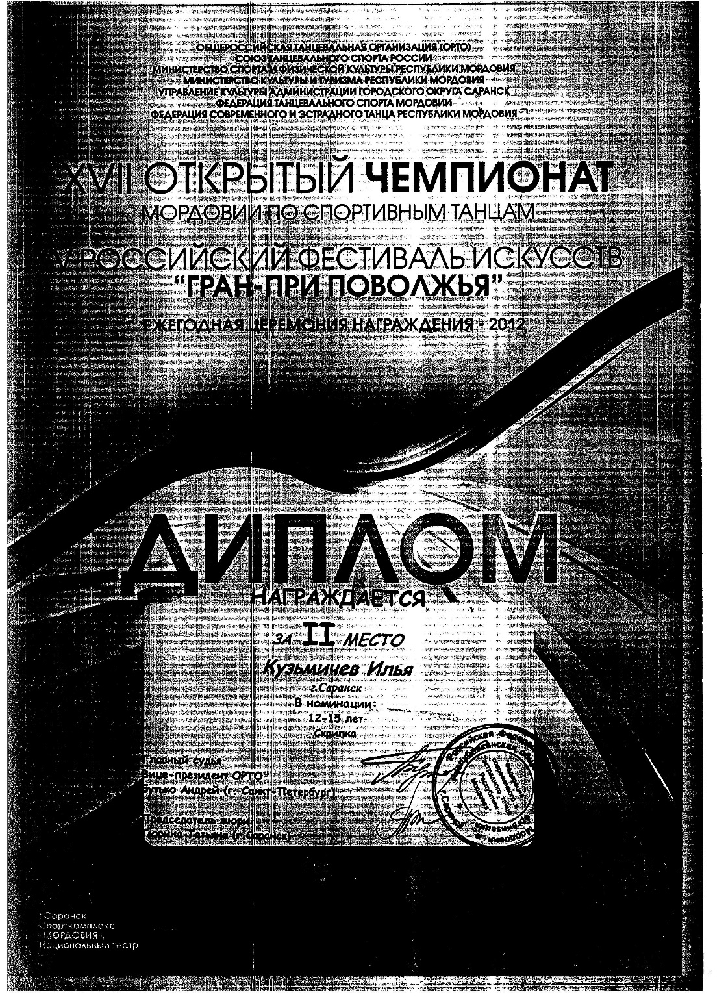 ОБЩЕРОССИЙСКАЯ ТАНЦЕВАЛЬНАЯ ОРГАНИЗАЦИЯ (ОРТО)
СОЮЗ ТАНЦЕВАЛЬНОГО СПОРТА РОССИИ
МИНИСТЕРСТВО СПОРТА И ФИЗИЧЕСКОЙ КУЛЬТУРЫ РЕСПУБЛИКИ МОРДОВИЯ
МИНИСТЕРСТВО КУЛЬТУРЫ И ТУРИЗМА РЕСПУБЛИКИ МОРДОВИЯ
УПРАВЛЕНИЕ КУЛЬТУРЫ АДМИНИСТРАЦИИ ГОРОДСКОГО ОКРУГА САРАНСК
ФЕДЕРАЦИЯ ТАНЦЕВАЛЬНОГО СПОРТА МОРДОВИИ
ФЕДЕРАЦИЯ СОВРЕМЕННОГО И ЭСТРАДНОГО ТАНЦА РЕСПУБЛИКИ МОРДОВИЯ
XVII ОТКРЫТЫЙ ЧЕМПИОНАТ
МОРДОВИИ ПО СПОРТИВНЫМ ТАНЦАМ
V РОССИЙСКИЙ ФЕСТИВАЛЬ ИСКУССТВ
"ГРАН-ПРИ ПОВОЛЖЬЯ"
ЕЖЕГОДНАЯ ЦЕРЕМОНИЯ НАГРАЖДЕНИЯ - 2012
ДИПЛОМ
НАГРАЖДАЕТСЯ
ЗА II МЕСТО
Кузьмичев Илья
г.Саранск
В номинации:
12-15 лет
Скрипка
Главный судья
Вице-президент ОРТО
Бутько Андрей (г. Санкт-Петербург)
Председатель жюри
Татьяна (г.Саранск)
Российская
г.Саранск
г.Саранск
Спорткомплекс
МОРДОВИЯ
Национальный театр